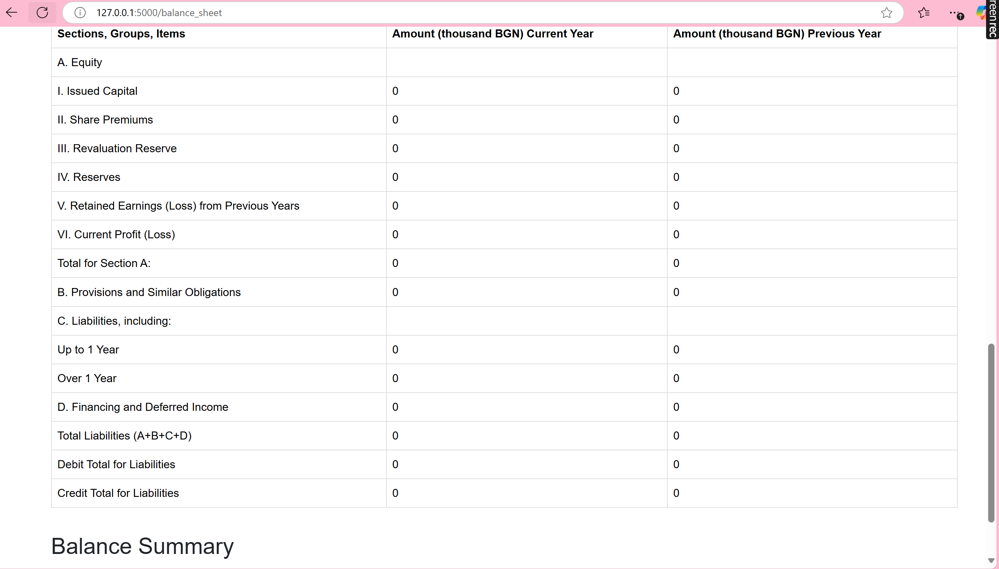 127.0.0.1:5000/balance_sheet
reen rec
Sections, Groups, Items Amount (thousand BGN) Current Year Amount (thousand BGN) Previous Year
A. Equity
I. Issued Capital 0 0
II. Share Premiums 0 0
III. Revaluation Reserve 0 0
IV. Reserves 0 0
V. Retained Earnings (Loss) from Previous Years 0 0
VI. Current Profit (Loss) 0 0
Total for Section A: 0 0
B. Provisions and Similar Obligations 0 0
C. Liabilities, including:
Up to 1 Year 0 0
Over 1 Year 0 0
D. Financing and Deferred Income 0 0
Total Liabilities (A+B+C+D) 0 0
Debit Total for Liabilities 0 0
Credit Total for Liabilities 0 0
Balance Summary